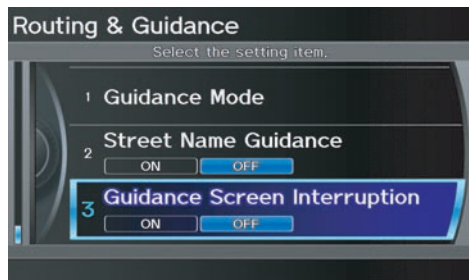 Routing & Guidance
Select the setting item.
1 Guidance Mode
2 Street Name Guidance
ON OFF
3 Guidance Screen Interruption
ON OFF